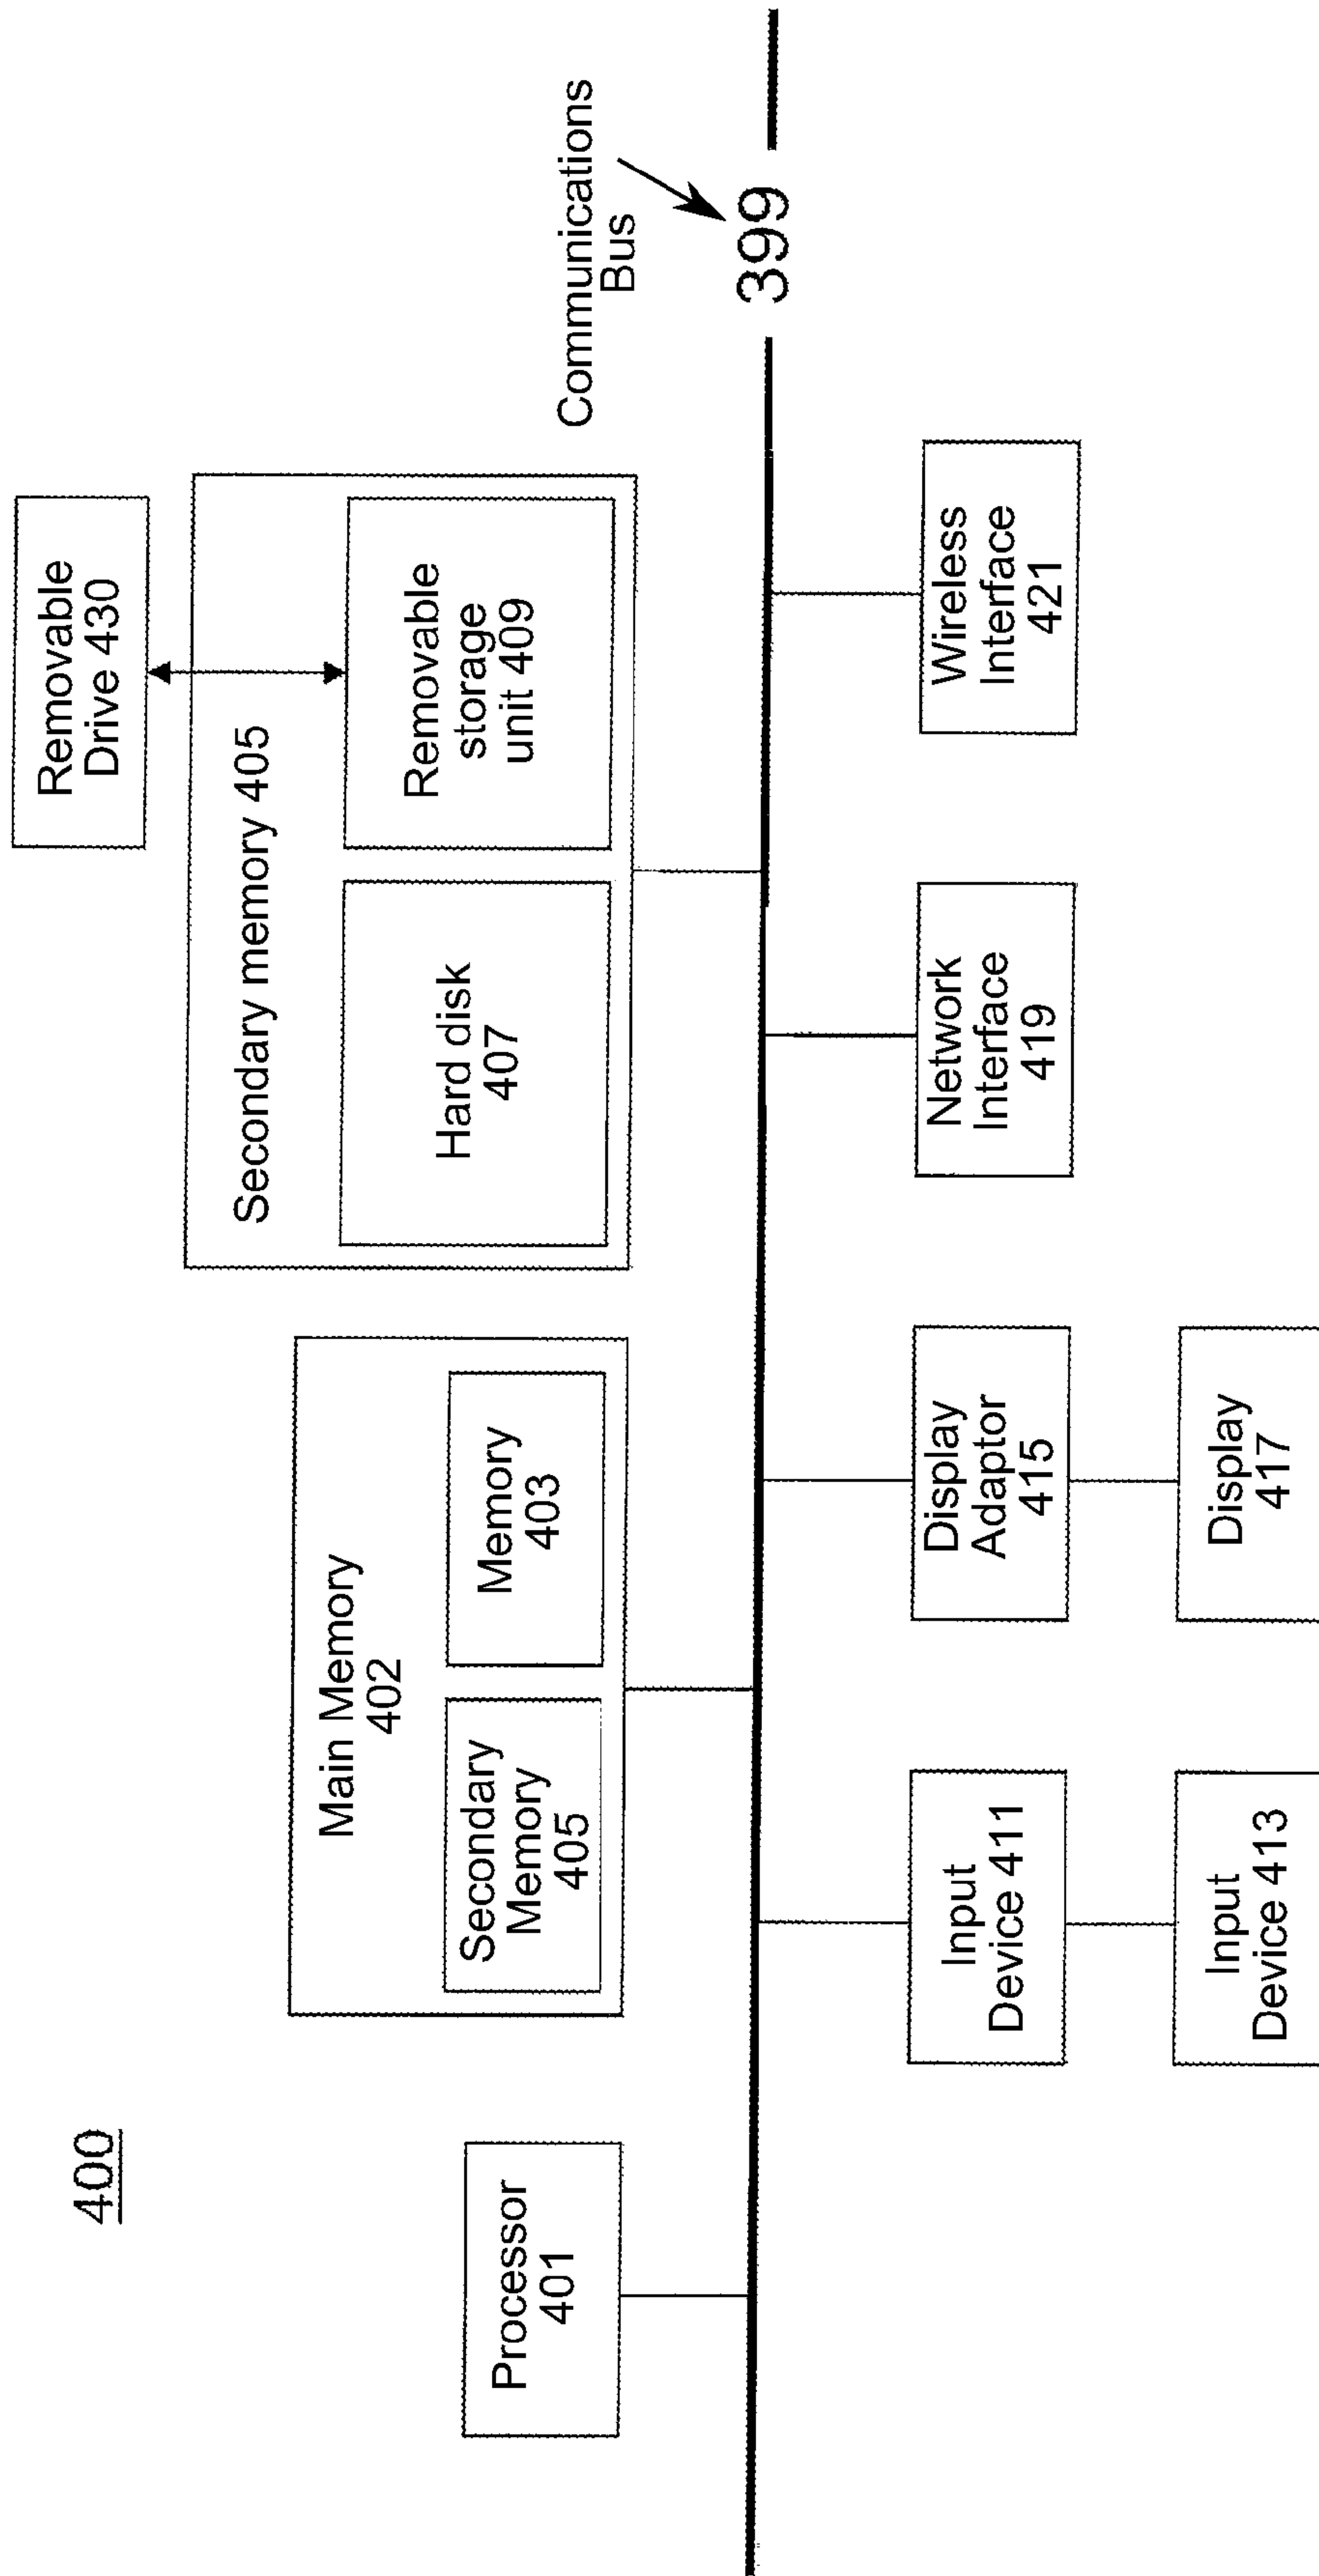 400
Removable
Drive 430
Secondary memory 405
Hard disk
407
Removable
storage
unit 409
Main Memory
402
Secondary
Memory
405
Memory
403
Processor
401
Communications
Bus
399
Input
Device 411
Display
Adaptor
415
Network
Interface
419
Wireless
Interface
421
Input
Device 413
Display
417